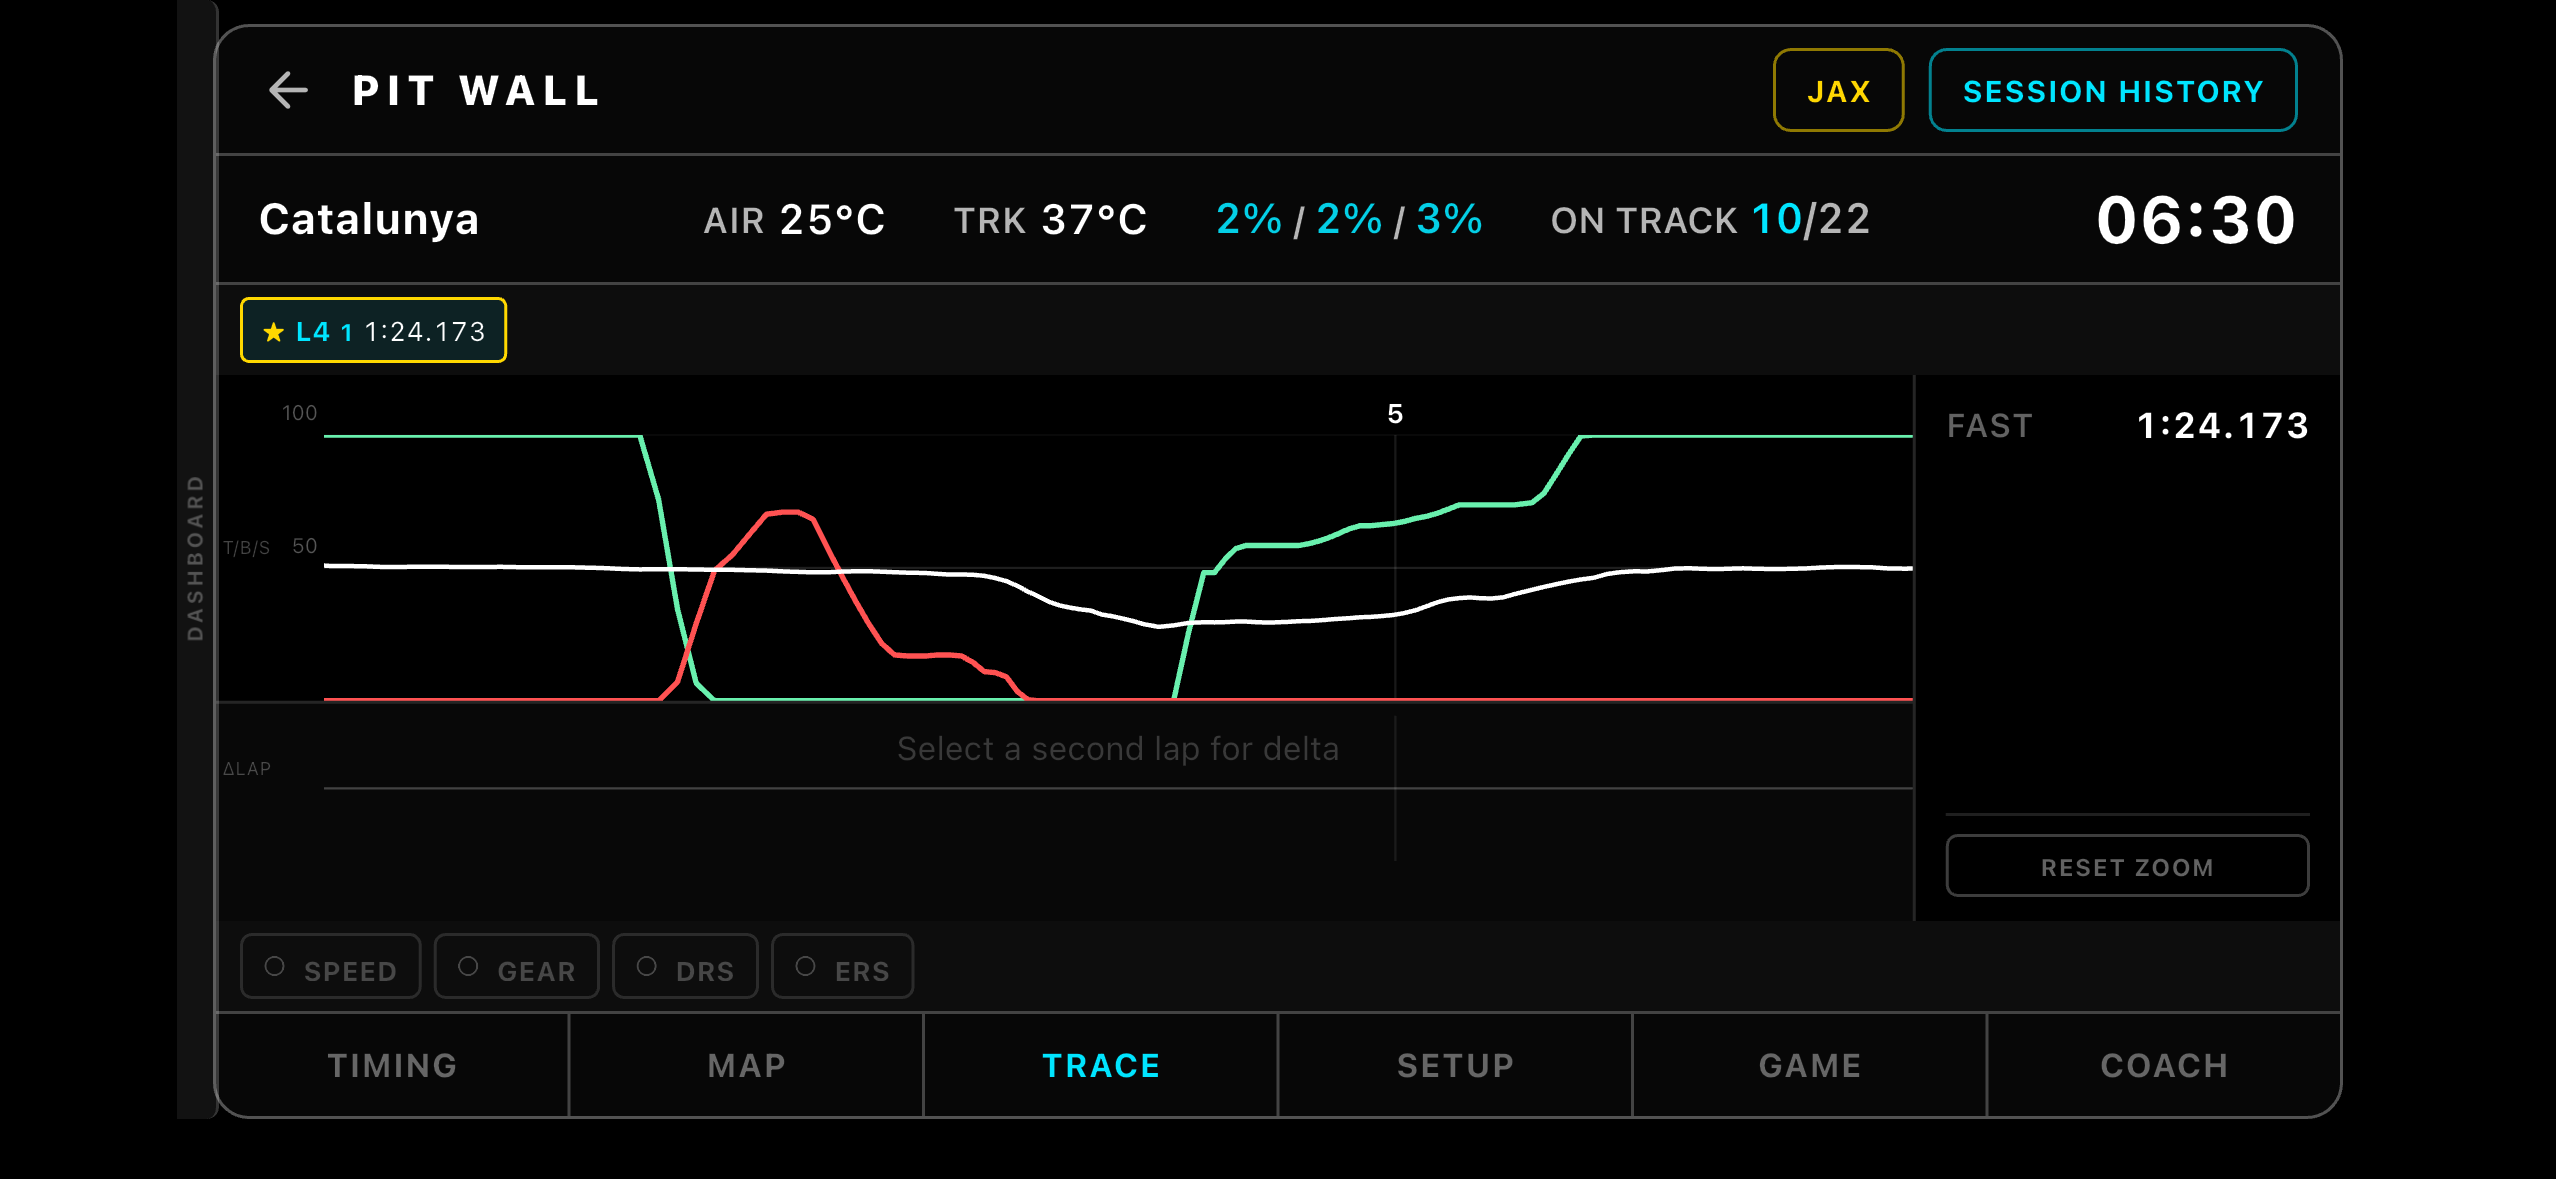 PIT WALL
JAX
SESSION HISTORY
Catalunya
AIR 25°C
TRK 37°C
2% / 2% / 3%
ON TRACK 10/22
06:30
★ L4 1 1:24.173
DASHBOARD
100
5
T/B/S 50
FAST 1:24.173
Select a second lap for delta
ΔLAP
RESET ZOOM
SPEED
GEAR
DRS
ERS
TIMING
MAP
TRACE
SETUP
GAME
COACH